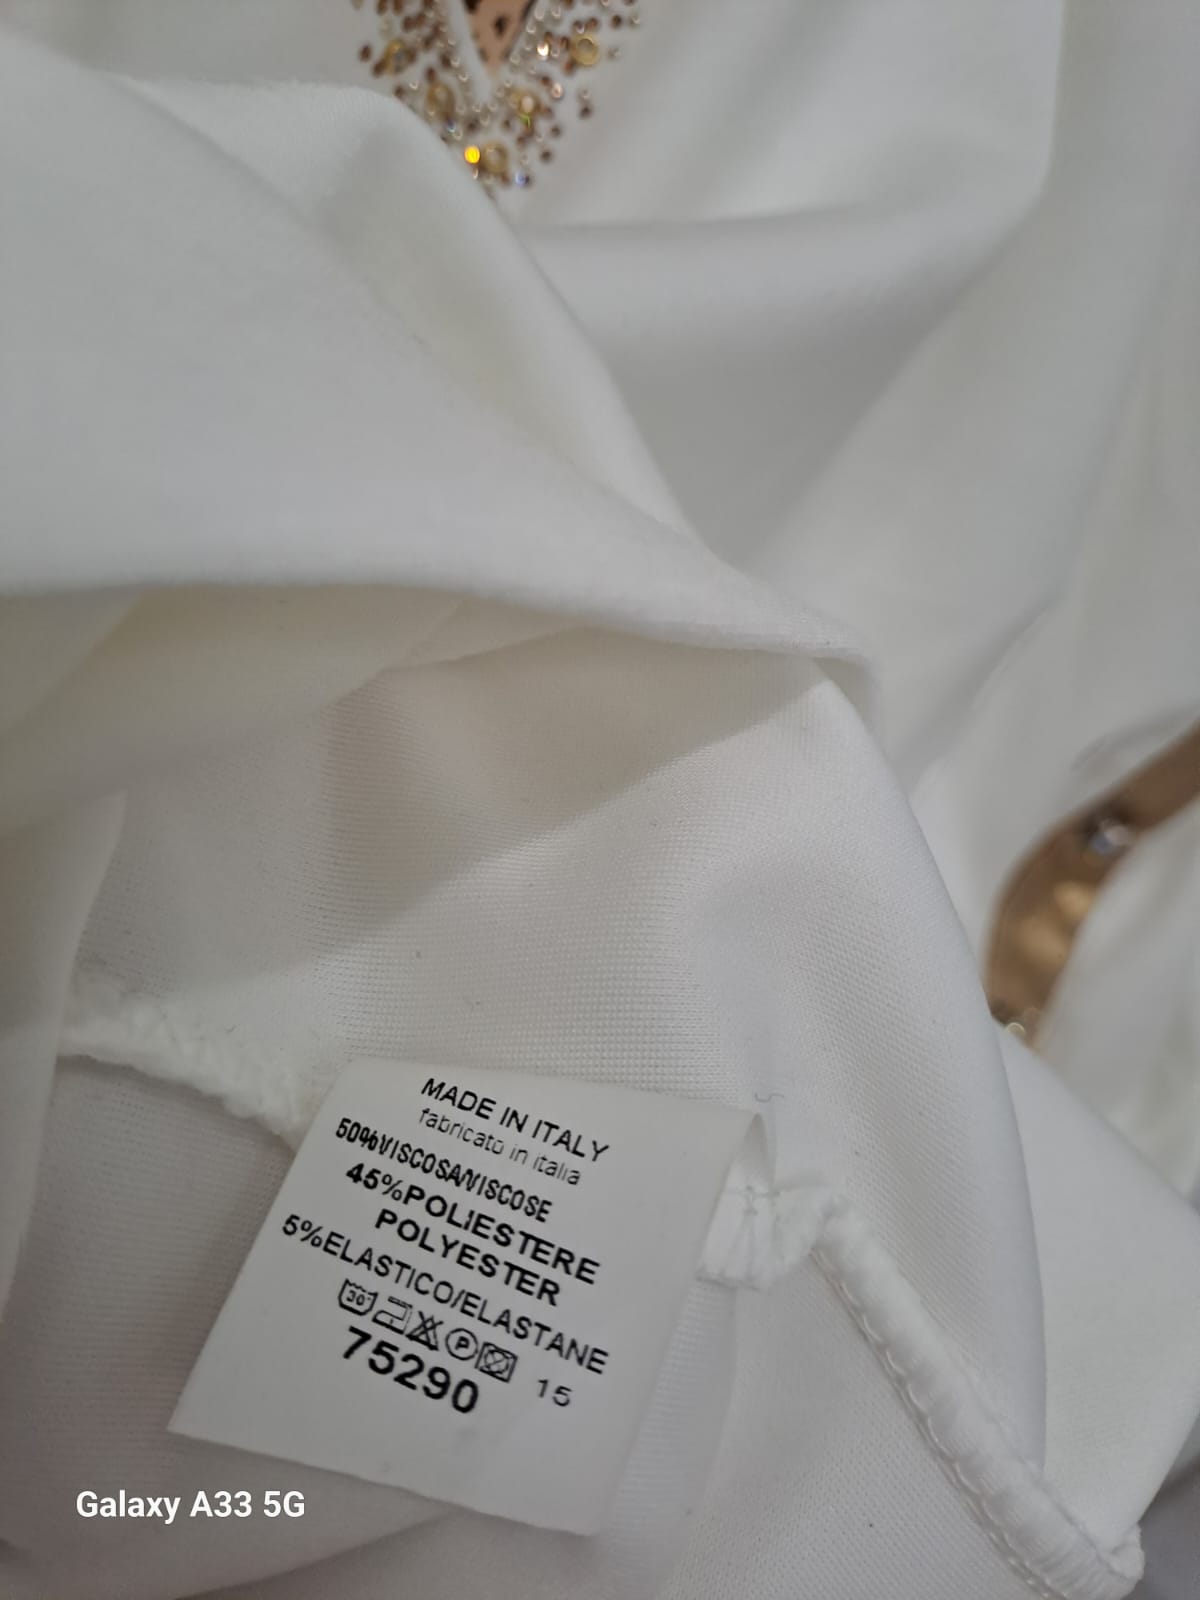 MADE IN ITALY
fabricato in italia
50%VISCOSA/VISCOSE
45%POLIESTERE
POLYESTER
5%ELASTICO/ELASTANE
30° P
75290 15
Galaxy A33 5G